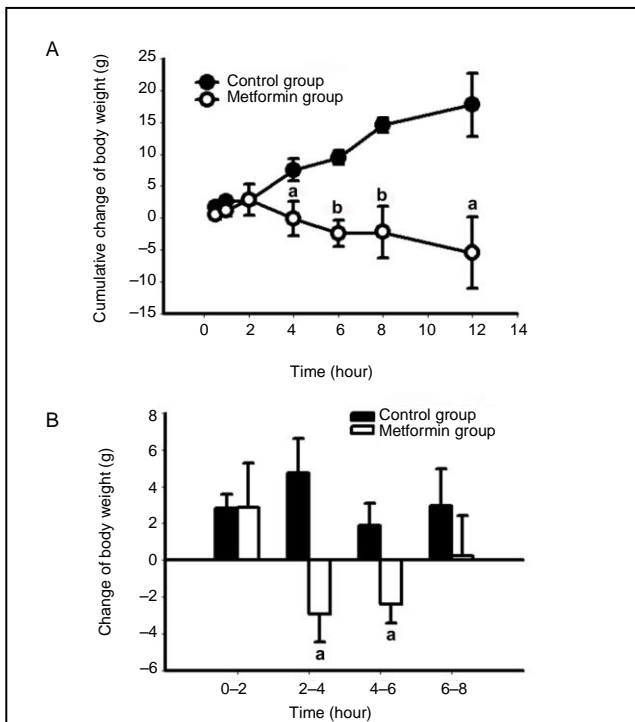 A
Cumulative change of body weight (g)
25
20
15
10
5
0
–5
–10
–15
Control group
Metformin group
a
b
b
a
0 2 4 6 8 10 12 14
Time (hour)
B
Change of body weight (g)
8
6
4
2
0
–2
–4
–6
Control group
Metformin group
a
a
0–2 2–4 4–6 6–8
Time (hour)